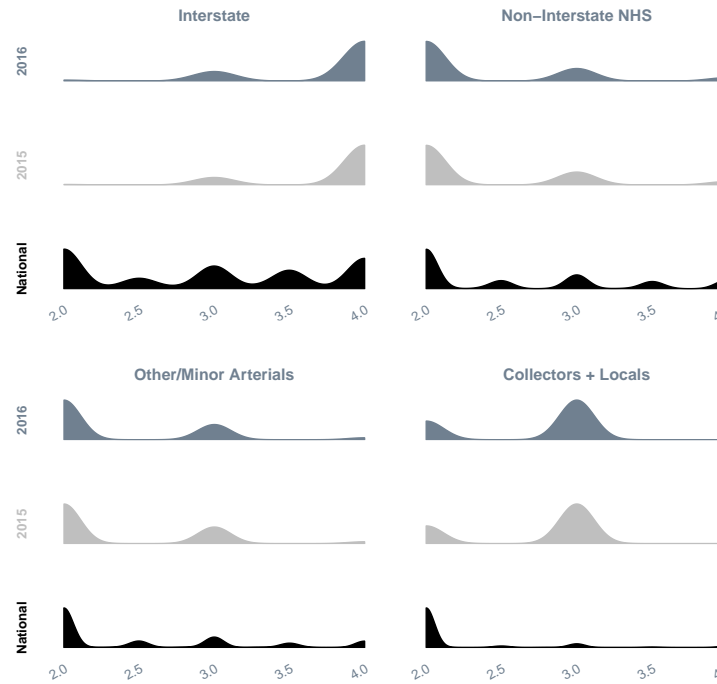 Interstate
Non−Interstate NHS
2016
2015
National
2.0 2.5 3.0 3.5 4.0
2.0 2.5 3.0 3.5
Other/Minor Arterials
Collectors + Locals
2016
2015
National
2.0 2.5 3.0 3.5 4.0
2.0 2.5 3.0 3.5